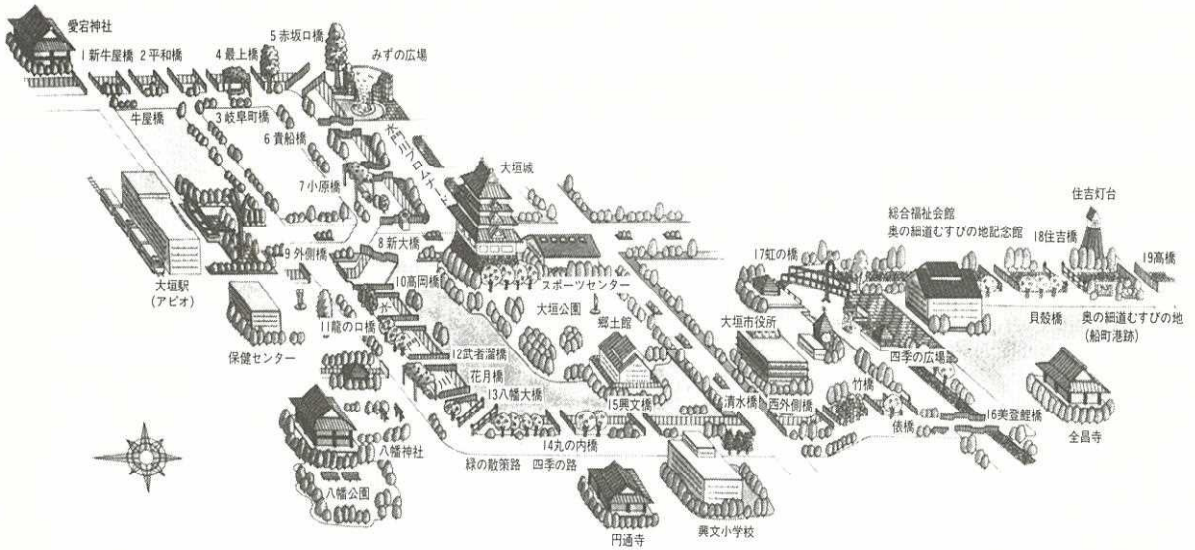 愛宕神社
1新牛屋橋
2平和橋
4最上橋
5赤坂口橋
みずの広場
牛屋橋
3岐阜町橋
6貴船橋
水門川プロムナード
7小原橋
大垣城
大垣駅
(アピオ)
9外側橋
8新大橋
10高岡橋
スポーツセンター
保健センター
11龍の口橋
大垣公園
郷土館
12武者溜橋
花月橋
13八幡大橋
15興文橋
14丸の内橋
八幡神社
八幡公園
緑の散策路
四季の路
円通寺
興文小学校
清水橋
西外側橋
大垣市役所
17虹の橋
総合福祉会館
奥の細道むすびの地記念館
18住吉橋
住吉灯台
19高橋
貝殻橋
奥の細道むすびの地
(船町港跡)
四季の広場
竹橋
俵橋
16美登鯉橋
全昌寺